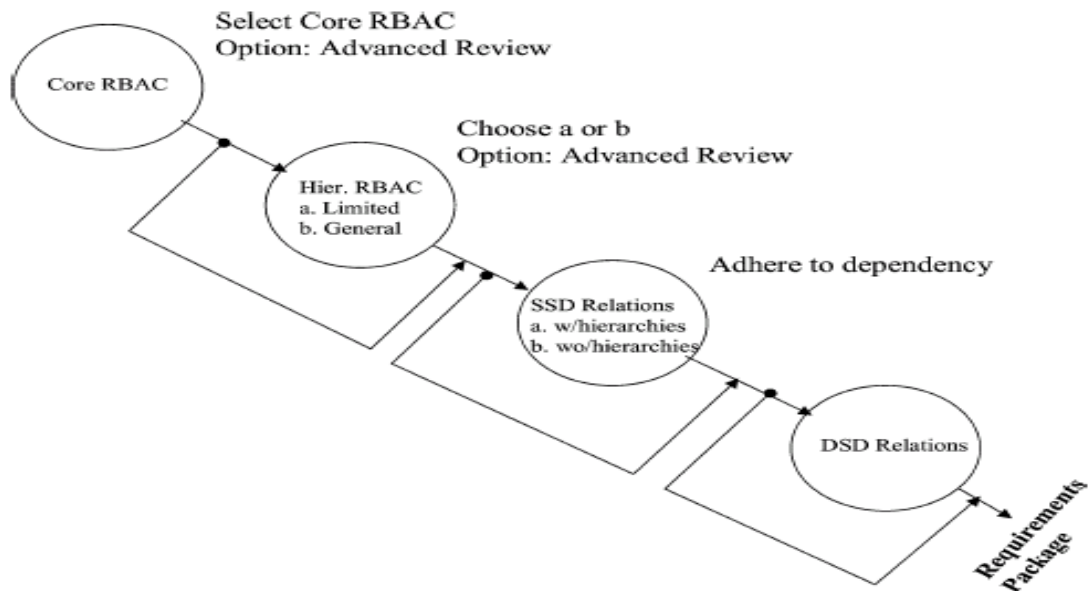 Select Core RBAC
Option: Advanced Review
Core RBAC
Choose a or b
Option: Advanced Review
Hier. RBAC
a. Limited
b. General
Adhere to dependency
SSD Relations
a. w/hierarchies
b. wo/hierarchies
DSD Relations
Requirements
Package